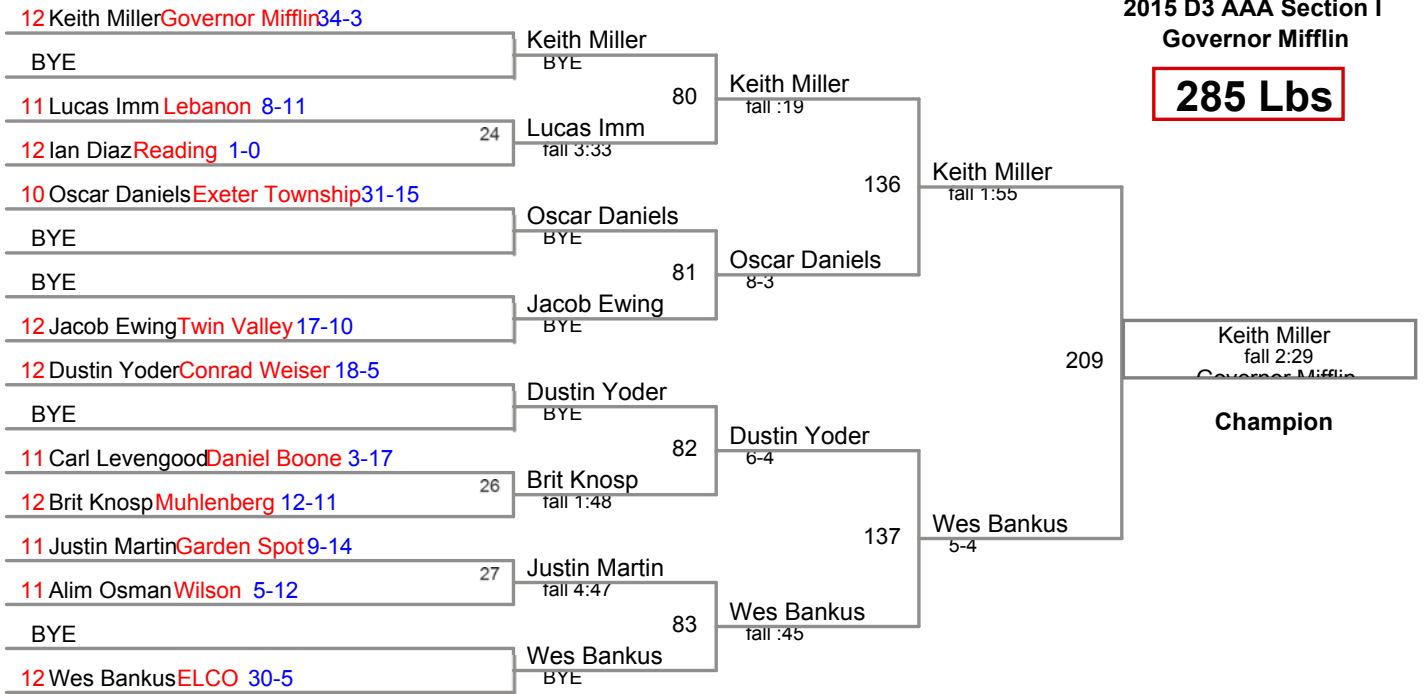 2015 D3 AAA Section I
Governor Mifflin
285 Lbs
12 Keith Miller Governor Mifflin 34-3
BYE
11 Lucas Imm Lebanon 8-11
12 Ian Diaz Reading 1-0
10 Oscar Daniels Exeter Township 31-15
BYE
BYE
12 Jacob Ewing Twin Valley 17-10
12 Dustin Yoder Conrad Weiser 18-5
BYE
11 Carl Levengood Daniel Boone 3-17
12 Brit Knosp Muhlenberg 12-11
11 Justin Martin Garden Spot 9-14
11 Alim Osman Wilson 5-12
BYE
12 Wes Bankus ELCO 30-5
24
26
27
Keith Miller
BYE
Lucas Imm
fall 3:33
Oscar Daniels
BYE
Jacob Ewing
BYE
Dustin Yoder
BYE
Brit Knosp
fall 1:48
Justin Martin
fall 4:47
Wes Bankus
BYE
80
81
82
83
Keith Miller
fall :19
Oscar Daniels
8-3
Dustin Yoder
6-4
Wes Bankus
fall :45
136
137
Keith Miller
fall 1:55
Wes Bankus
5-4
209
Keith Miller
fall 2:29
Governor Mifflin
Champion